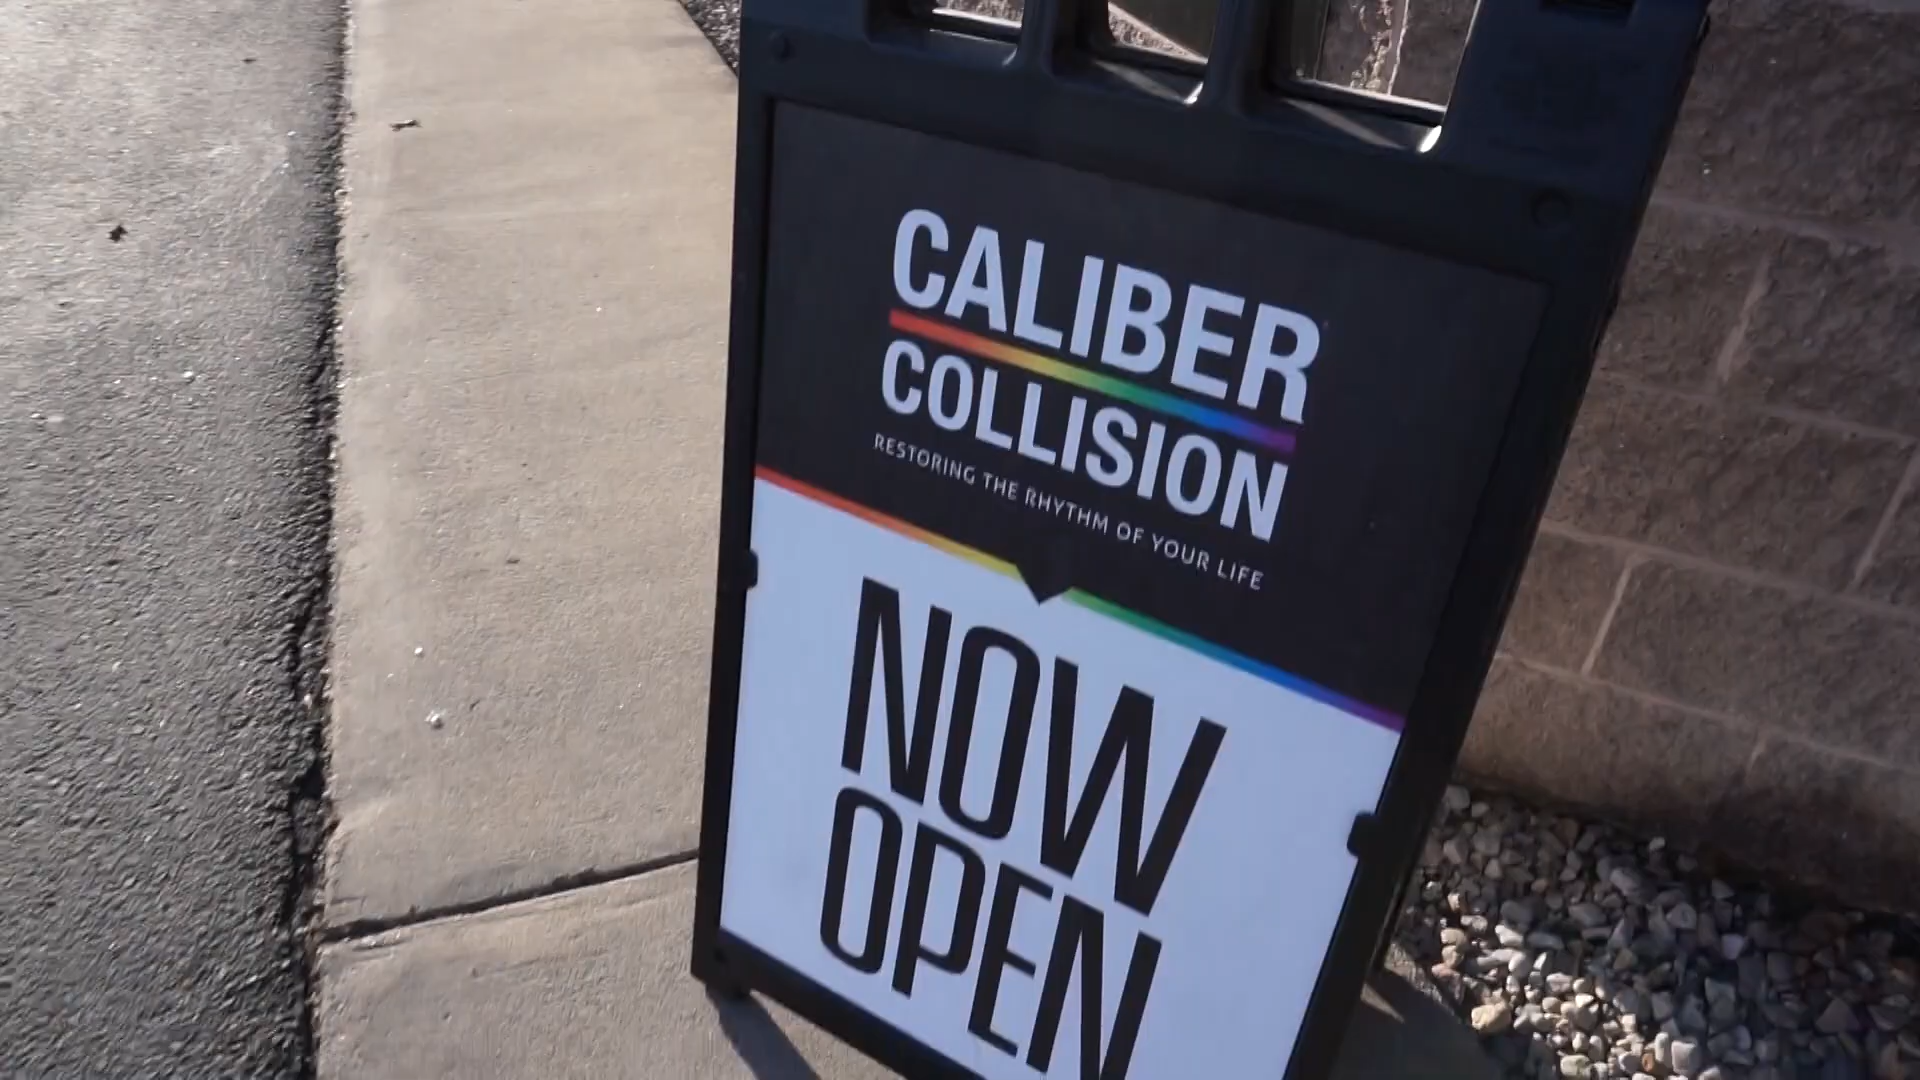 CALIBER
COLLISION
RESTORING THE RHYTHM OF YOUR LIFE
NOW
OPEN